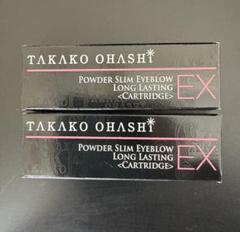 TAKAKO OHASHI*
POWDER SLIM EYEBLOW
LONG LASTING
<CARTRIDGE>
EX
TAKAKO OHASHI*
POWDER SLIM EYEBLOW
LONG LASTING
<CARTRIDGE>
EX